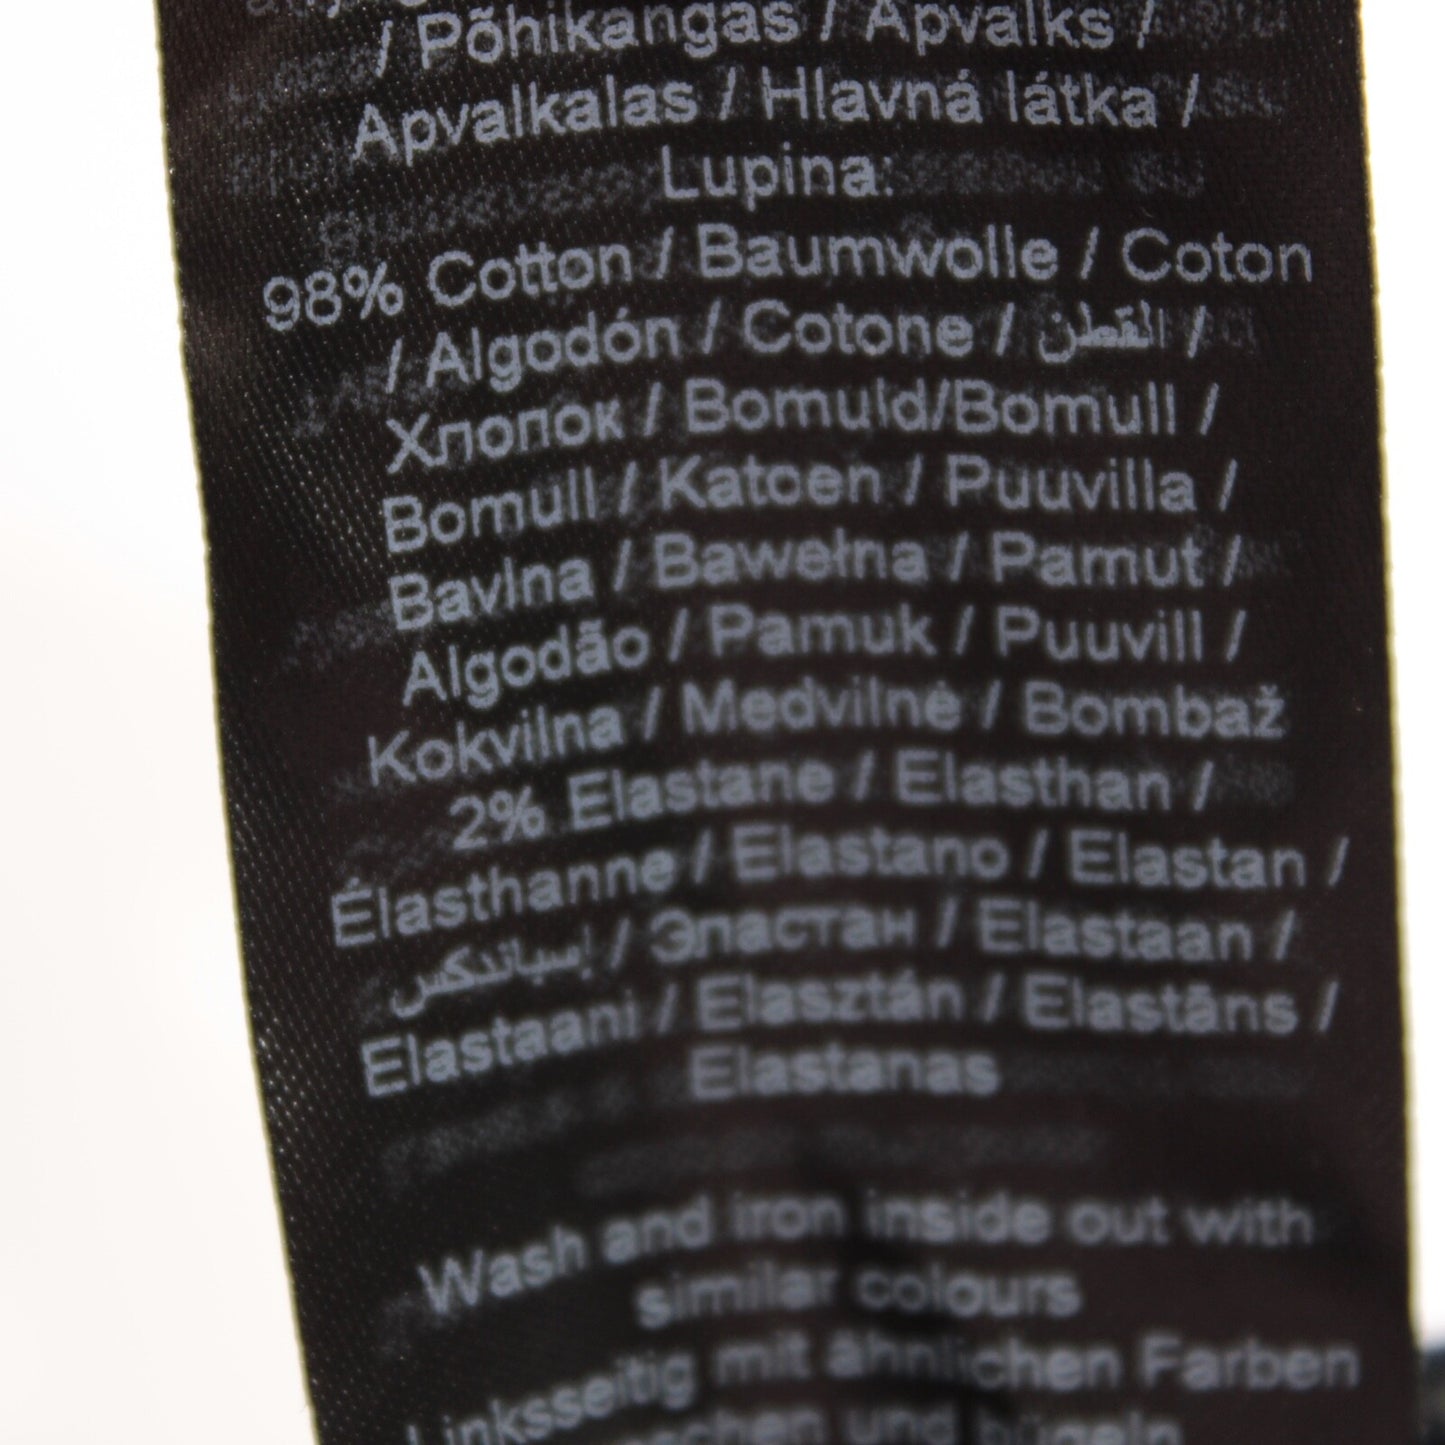 / Põhikangas / Apvalks /
Apvalkalas / Hlavná látka /
Lupina:
98% Cotton / Baumwolle / Coton
/ Algodón / Cotone / القطن /
Хлопок / Bomuld/Bomull /
Bomull / Katoen / Puuvilla /
Bavlna / Bawełna / Pamut /
Algodão / Pamuk / Puuvill /
Kokvilna / Medvilnė / Bombaž
2% Elastane / Elasthan /
Élasthanne / Elastano / Elastan /
إسباندكس / Эластан / Elastaan /
Elastaani / Elasztán / Elastāns /
Elastanas
Wash and iron inside out with
similar colours
Linksseitig mit ähnlichen Farben
und bügeln